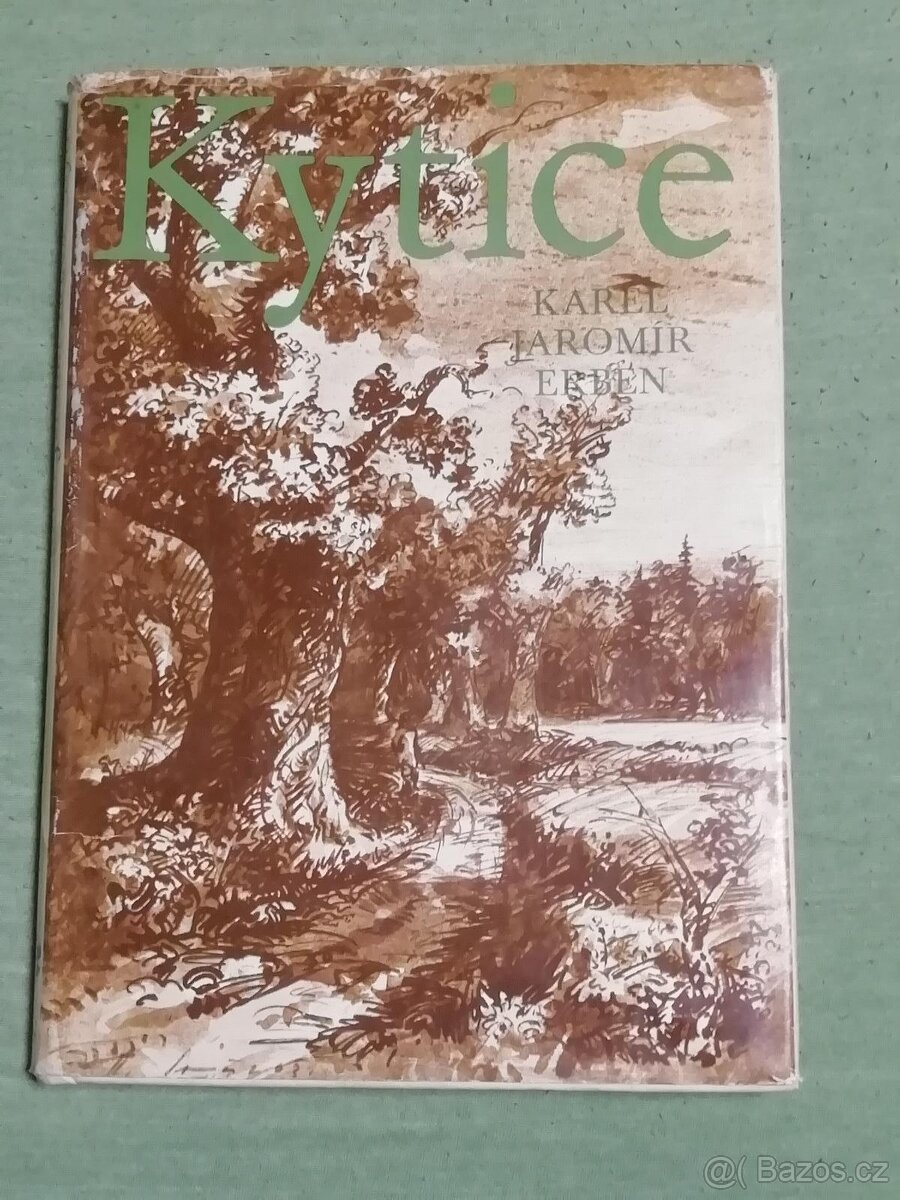 Kytice
KAREL
JAROMÍR
ERBEN
@( Bazos.cz